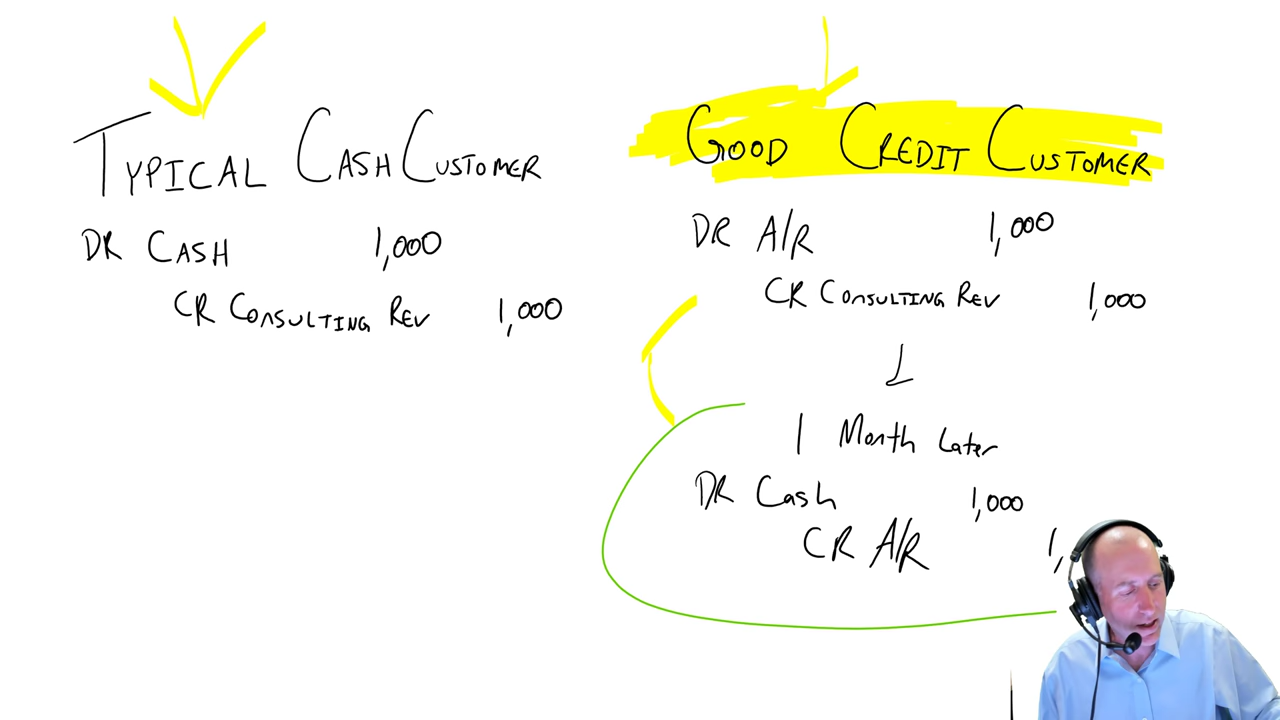 TYPICAL CASH CUSTOMER
DR CASH 1,000
CR CONSULTING REV 1,000
GOOD CREDIT CUSTOMER
DR A/R 1,000
CR CONSULTING REV 1,000
1 Month Later
DR Cash 1,000
CR A/R 1,